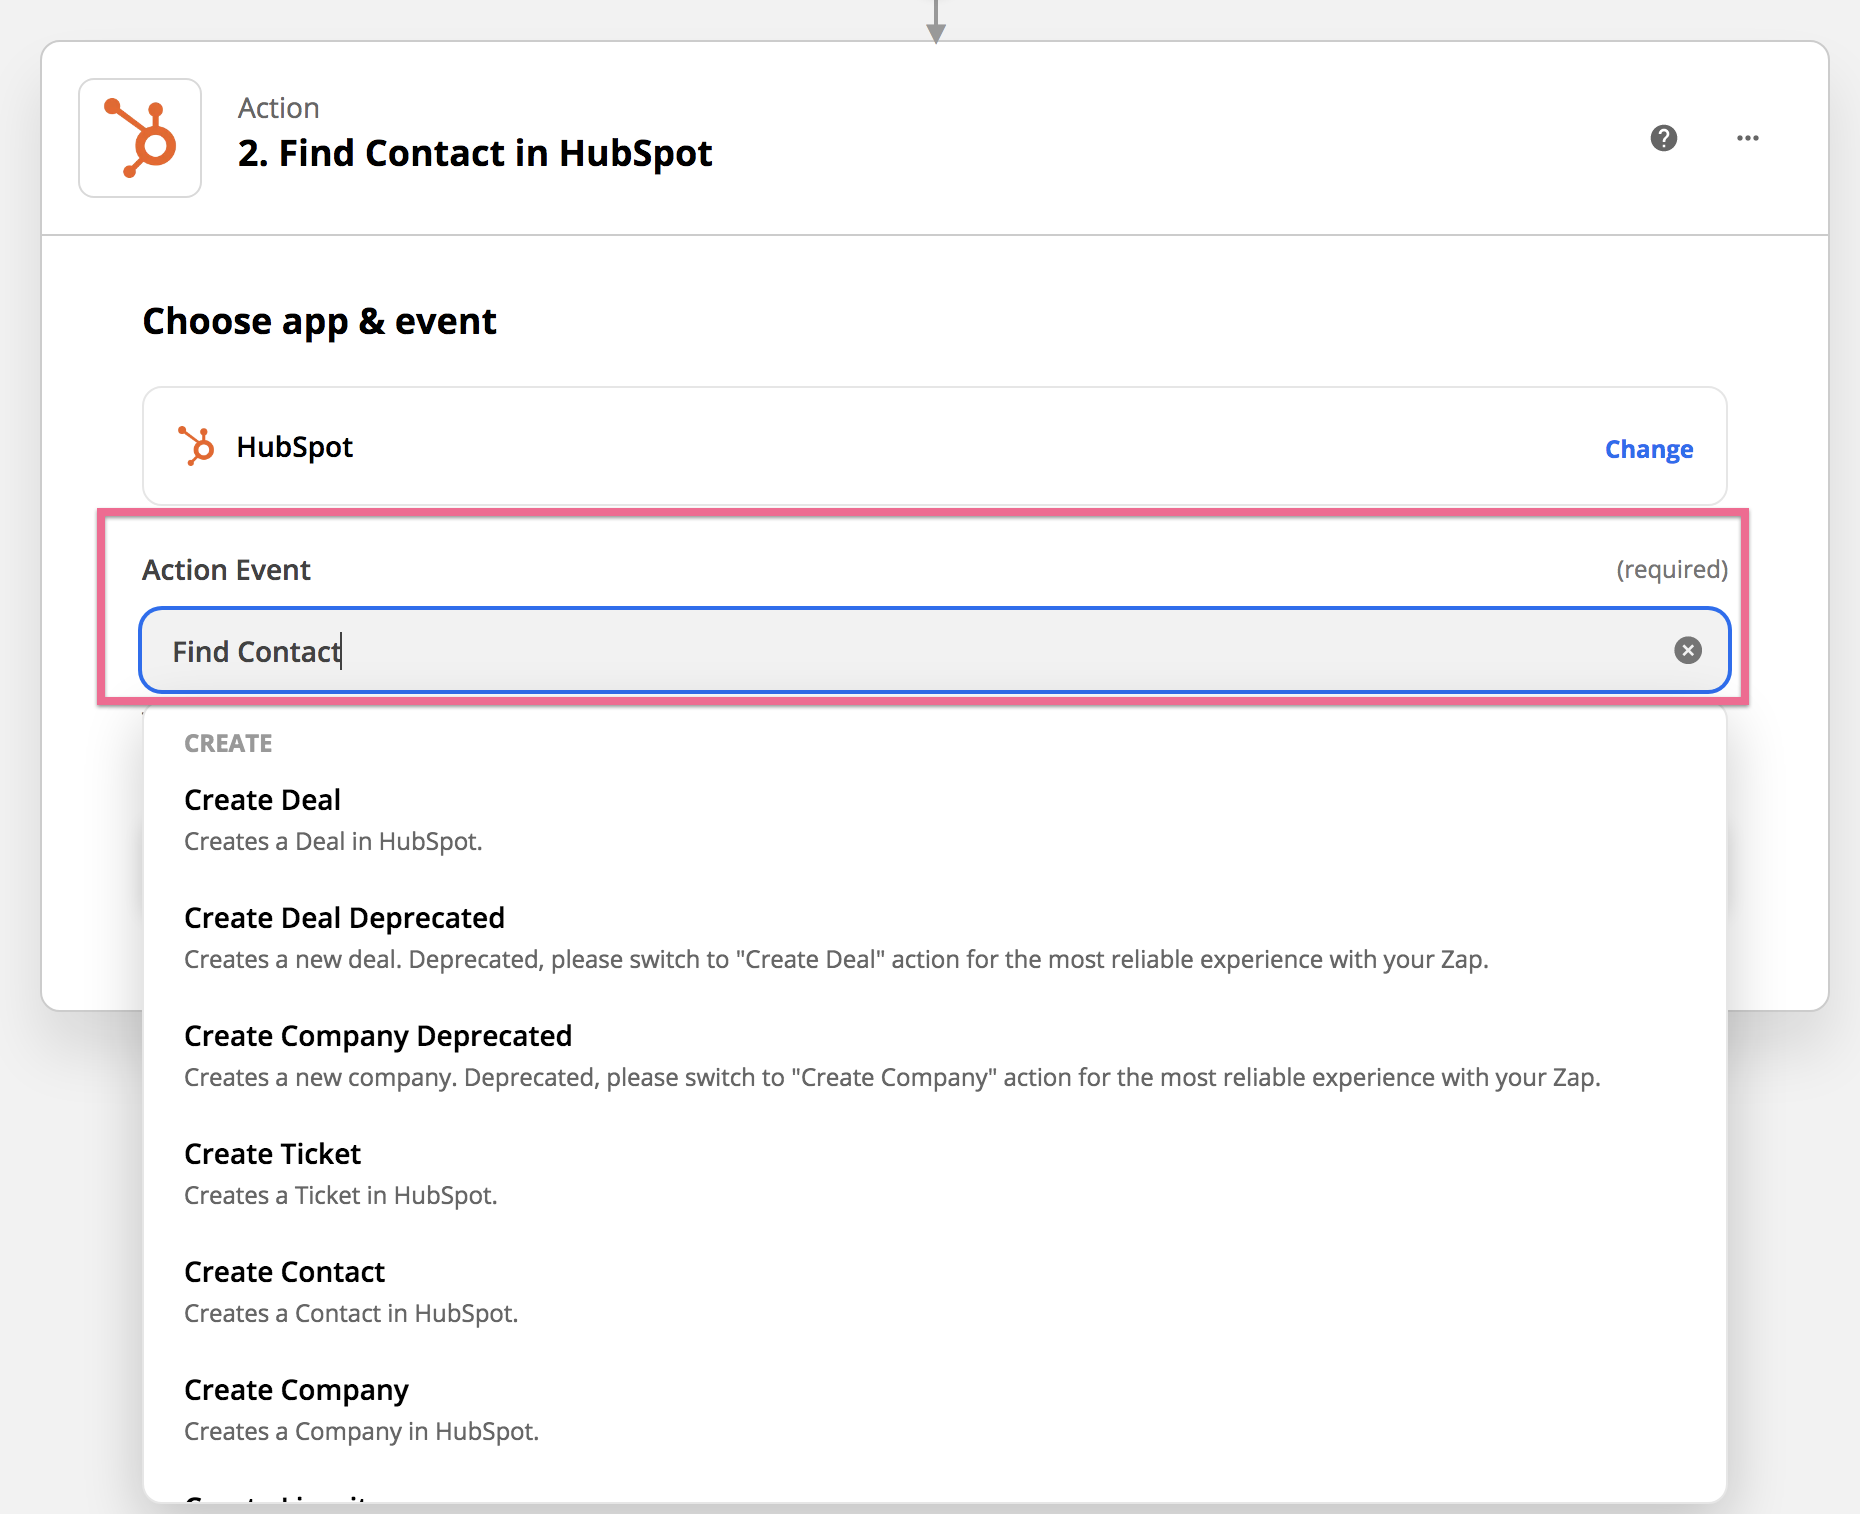 Action
2. Find Contact in HubSpot
Choose app & event
HubSpot
Change
Action Event
(required)
Find Contact
CREATE
Create Deal
Creates a Deal in HubSpot.
Create Deal Deprecated
Creates a new deal. Deprecated, please switch to "Create Deal" action for the most reliable experience with your Zap.
Create Company Deprecated
Creates a new company. Deprecated, please switch to "Create Company" action for the most reliable experience with your Zap.
Create Ticket
Creates a Ticket in HubSpot.
Create Contact
Creates a Contact in HubSpot.
Create Company
Creates a Company in HubSpot.